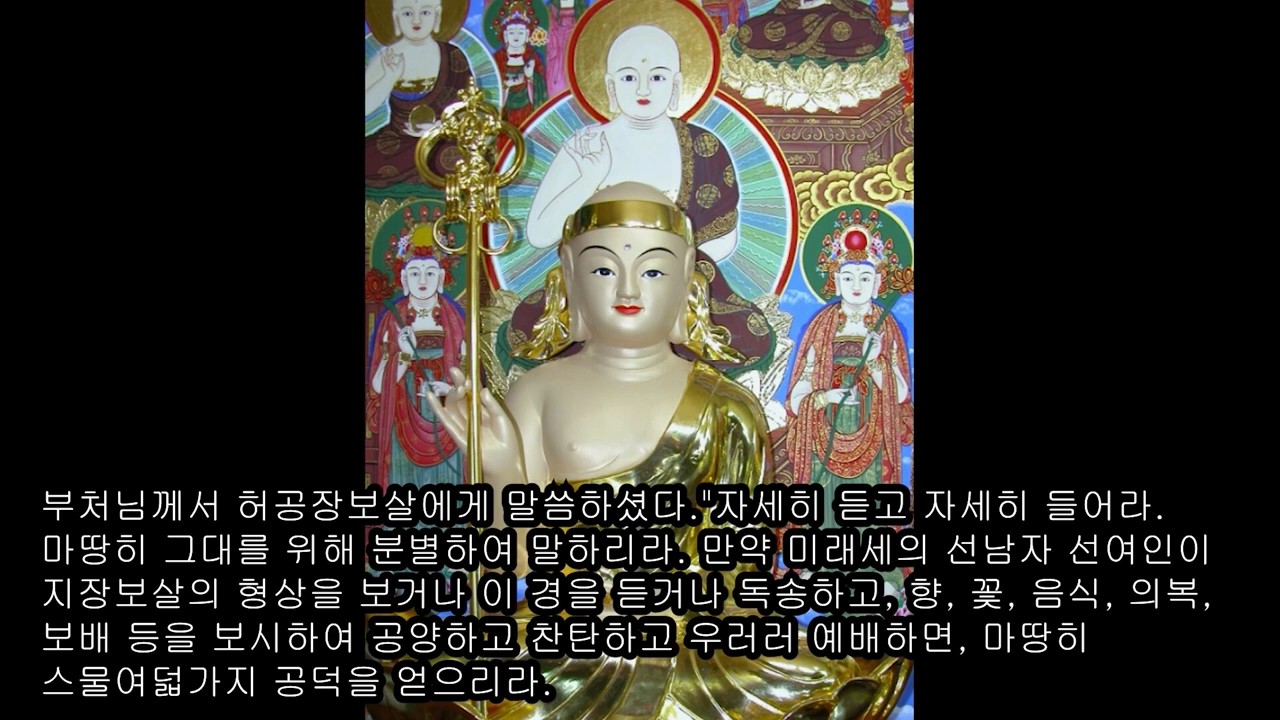 부처님께서 허공장보살에게 말씀하셨다."자세히 듣고 자세히 들어라.
마땅히 그대를 위해 분별하여 말하리라. 만약 미래세의 선남자 선여인이
지장보살의 형상을 보거나 이 경을 듣거나 독송하고, 향, 꽃, 음식, 의복,
보배 등을 보시하여 공양하고 찬탄하고 우러러 예배하면, 마땅히
스물여덟가지 공덕을 얻으리라.